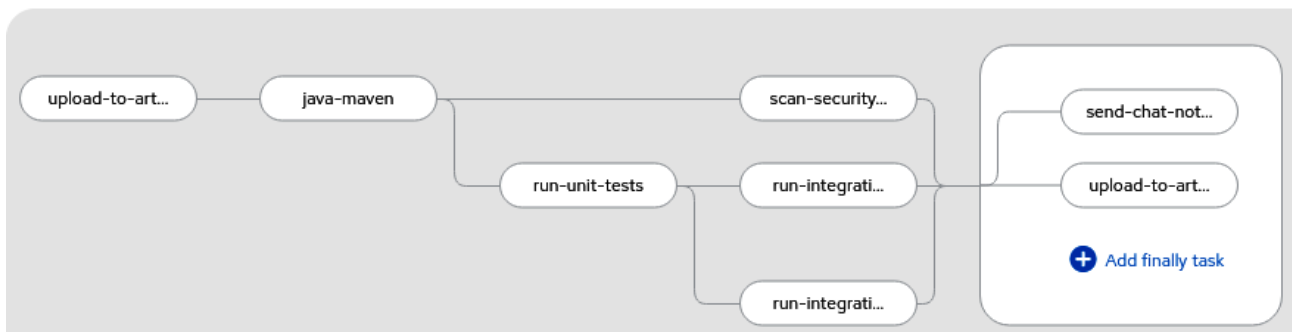 upload-to-art...
java-maven
scan-security...
send-chat-not...
run-unit-tests
run-integrati...
upload-to-art...
Add finally task
run-integrati...